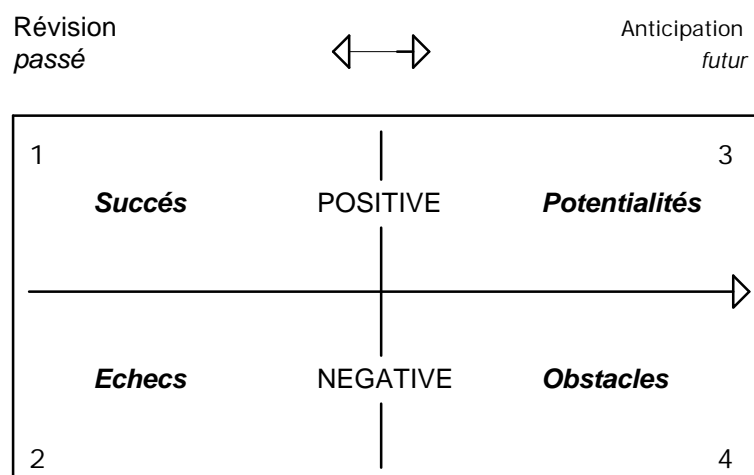 Révision
passé
Anticipation
futur
1
3
Succés
POSITIVE
Potentialités
Echecs
NEGATIVE
Obstacles
2
4